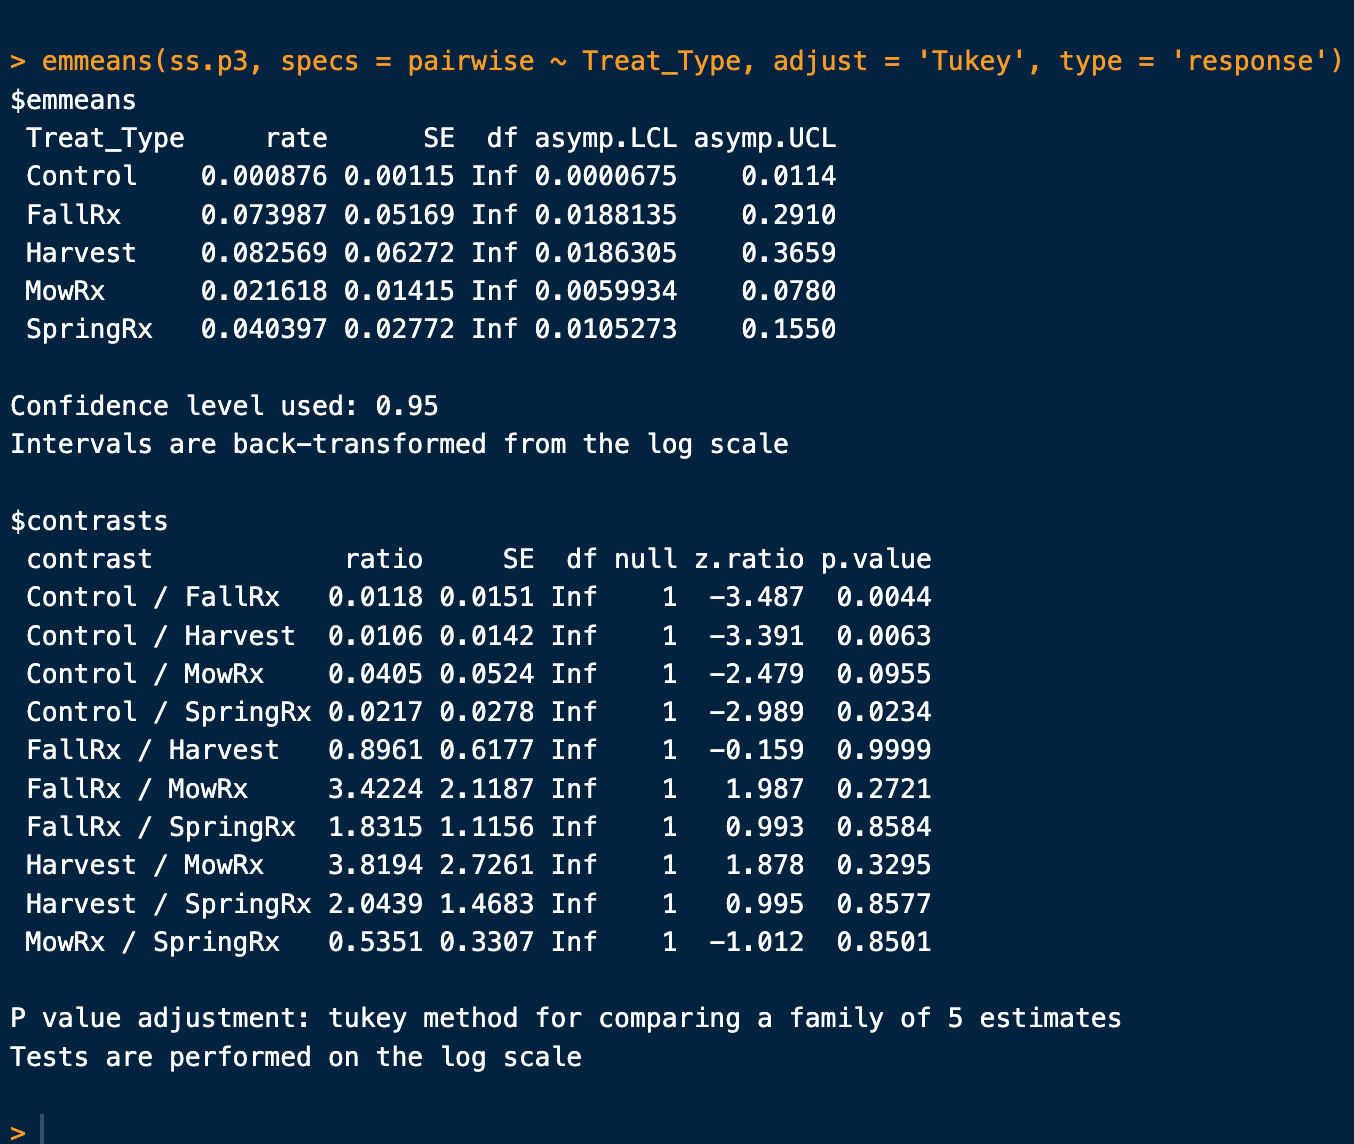 > emmeans(ss.p3, specs = pairwise ~ Treat_Type, adjust = 'Tukey', type = 'response')
$emmeans
 Treat_Type     rate      SE  df asymp.LCL asymp.UCL
 Control    0.000876 0.00115 Inf 0.0000675    0.0114
 FallRx     0.073987 0.05169 Inf 0.0188135    0.2910
 Harvest    0.082569 0.06272 Inf 0.0186305    0.3659
 MowRx      0.021618 0.01415 Inf 0.0059934    0.0780
 SpringRx   0.040397 0.02772 Inf 0.0105273    0.1550

Confidence level used: 0.95
Intervals are back-transformed from the log scale

$contrasts
 contrast            ratio     SE  df null z.ratio p.value
 Control / FallRx   0.0118 0.0151 Inf    1  -3.487  0.0044
 Control / Harvest  0.0106 0.0142 Inf    1  -3.391  0.0063
 Control / MowRx    0.0405 0.0524 Inf    1  -2.479  0.0955
 Control / SpringRx 0.0217 0.0278 Inf    1  -2.989  0.0234
 FallRx / Harvest   0.8961 0.6177 Inf    1  -0.159  0.9999
 FallRx / MowRx     3.4224 2.1187 Inf    1   1.987  0.2721
 FallRx / SpringRx  1.8315 1.1156 Inf    1   0.993  0.8584
 Harvest / MowRx    3.8194 2.7261 Inf    1   1.878  0.3295
 Harvest / SpringRx 2.0439 1.4683 Inf    1   0.995  0.8577
 MowRx / SpringRx   0.5351 0.3307 Inf    1  -1.012  0.8501

P value adjustment: tukey method for comparing a family of 5 estimates
Tests are performed on the log scale

>